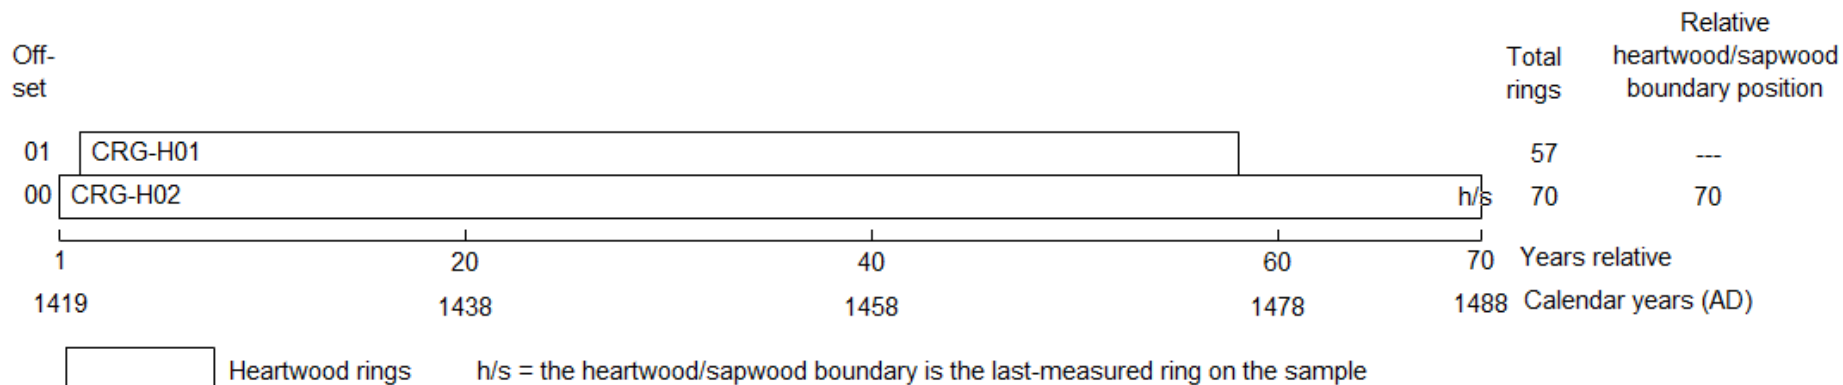 Off-
set
Total
rings
Relative
heartwood/sapwood
boundary position
01 CRG-H01 57 ---
00 CRG-H02 h/s 70 70
1 20 40 60 70 Years relative
1419 1438 1458 1478 1488 Calendar years (AD)
Heartwood rings h/s = the heartwood/sapwood boundary is the last-measured ring on the sample